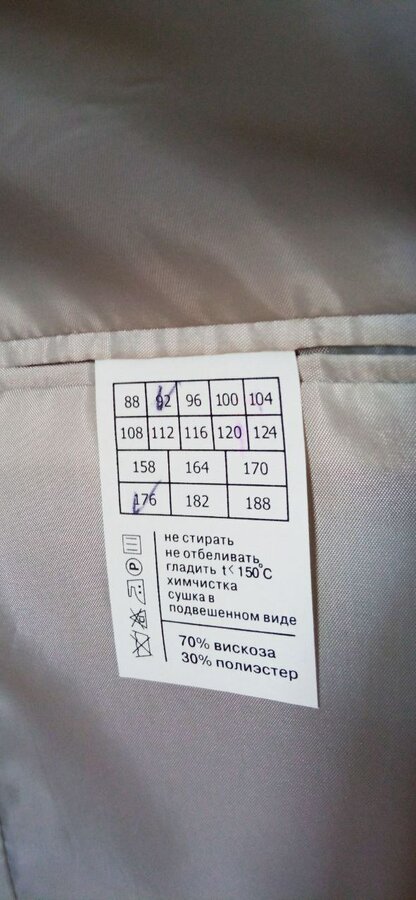 88 92 96 100 104
108 112 116 120 124
158 164 170
176 182 188
не стирать
не отбеливать
гладить t< 150°C
химчистка
сушка в
подвешенном виде
P
70% вискоза
30% полиэстер